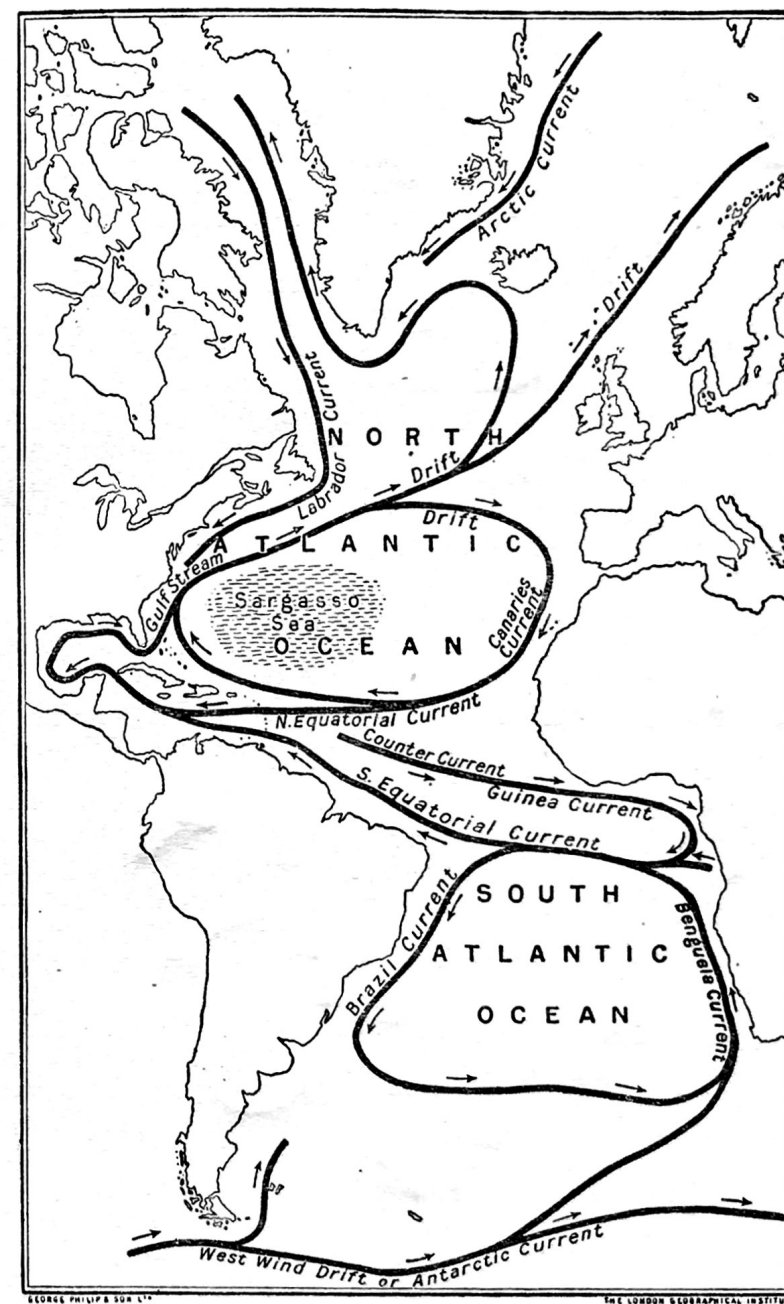 Arctic Current
Drift
Labrador Current
NORTH
Drift
Drift
ATLANTIC
Gulf Stream
Sargasso
Sea
OCEAN
Canaries
Current
N. Equatorial Current
Counter Current
Guinea Current
S. Equatorial Current
SOUTH
ATLANTIC
OCEAN
Brazil Current
Benguela Current
West Wind Drift or Antarctic Current
GEORGE PHILIP & SON LTD
THE LONDON GEOGRAPHICAL